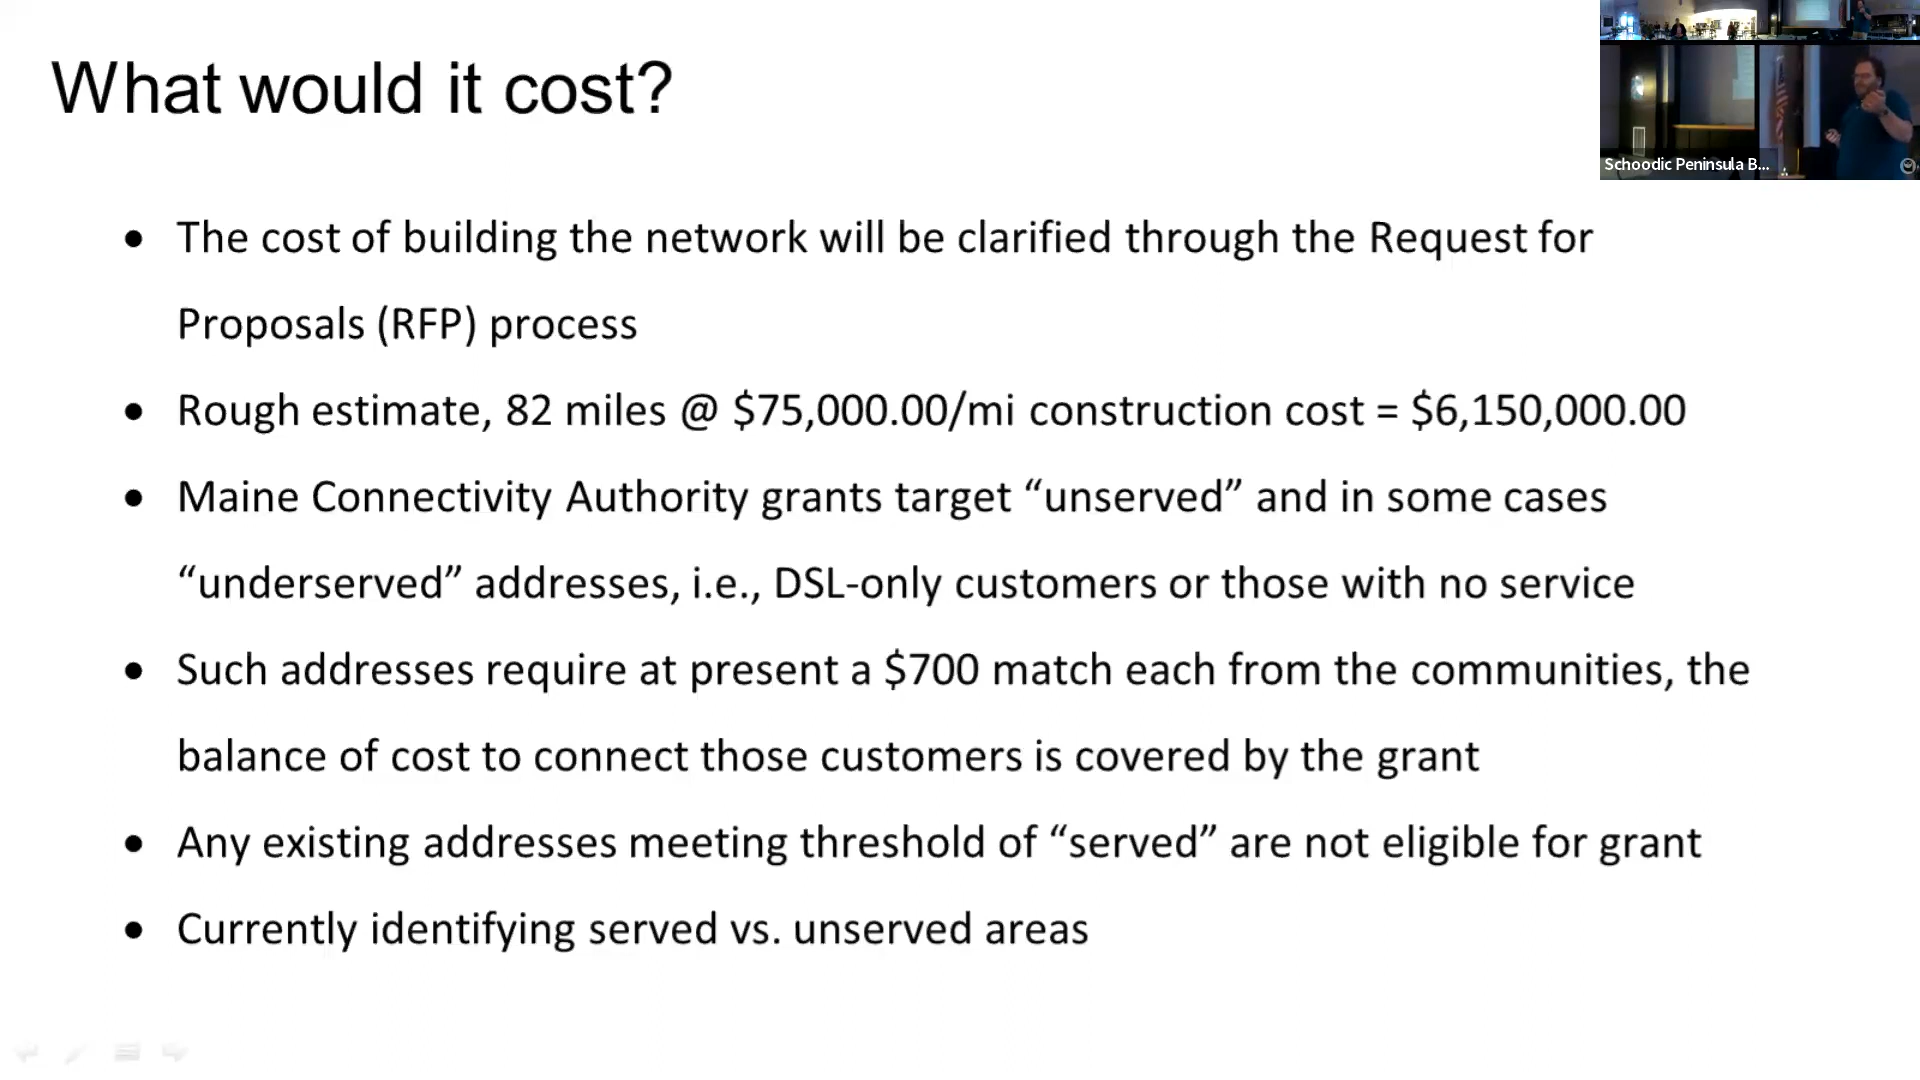 What would it cost?
Schoodic Peninsula B...
• The cost of building the network will be clarified through the Request for
Proposals (RFP) process
• Rough estimate, 82 miles @ $75,000.00/mi construction cost = $6,150,000.00
• Maine Connectivity Authority grants target “unserved” and in some cases
“underserved” addresses, i.e., DSL-only customers or those with no service
• Such addresses require at present a $700 match each from the communities, the
balance of cost to connect those customers is covered by the grant
• Any existing addresses meeting threshold of “served” are not eligible for grant
• Currently identifying served vs. unserved areas